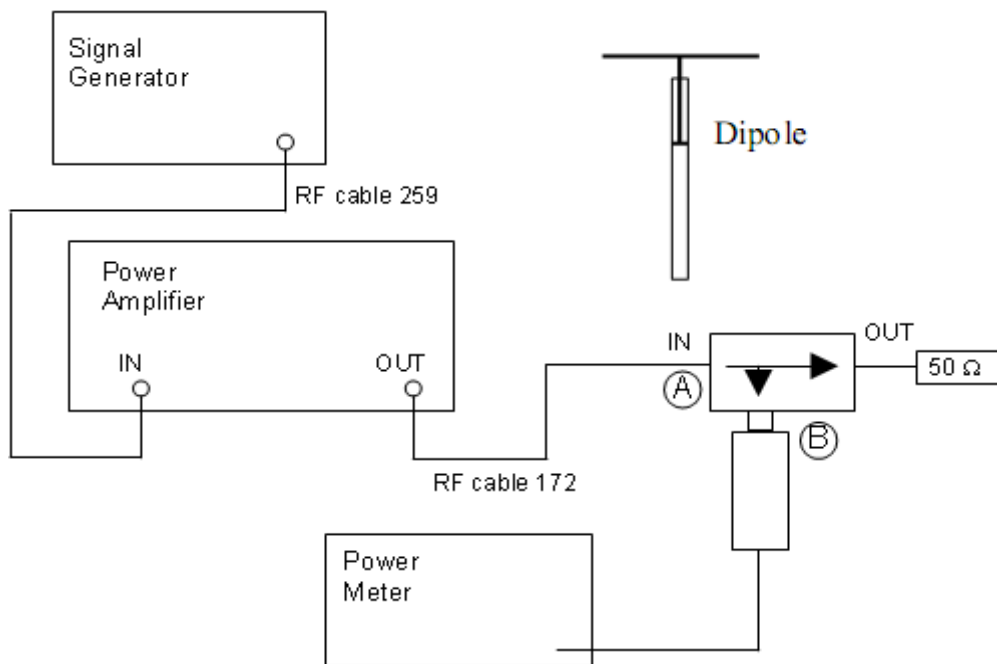 Signal
Generator
Dipole
RF cable 259
Power
Amplifier
IN
OUT
IN
OUT
A
50 Ω
B
RF cable 172
Power
Meter